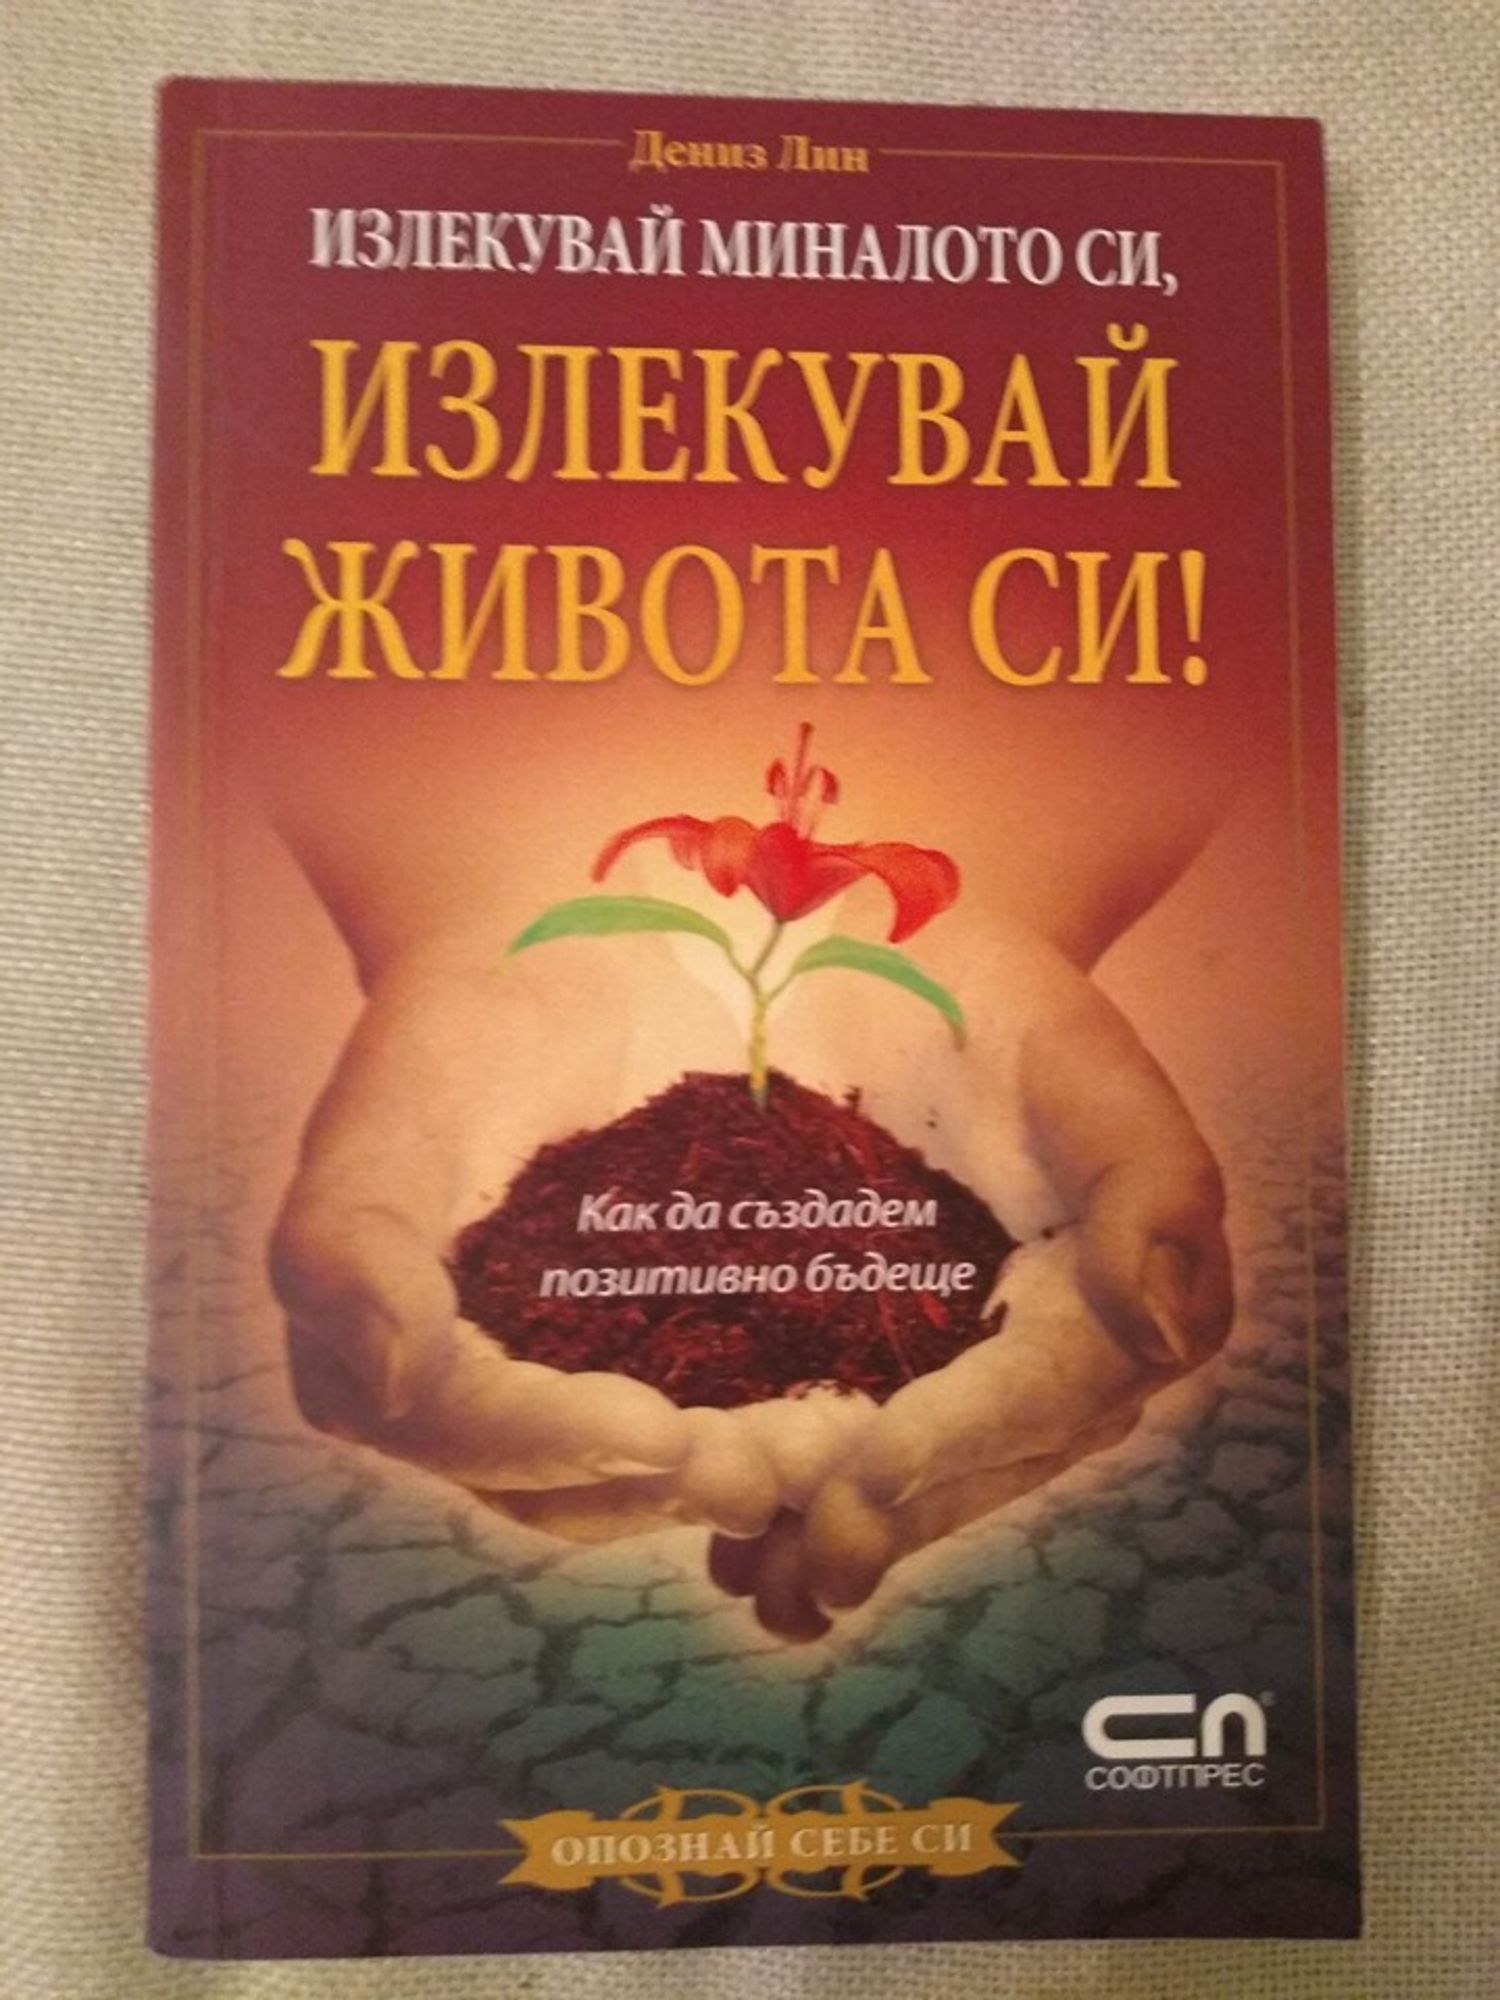 Дениз Лин
ИЗЛЕКУВАЙ МИНАЛОТО СИ,
ИЗЛЕКУВАЙ
ЖИВОТА СИ!
Как да създадем
позитивно бъдеще
СП®
СОФТПРЕС
ОПОЗНАЙ СЕБЕ СИ